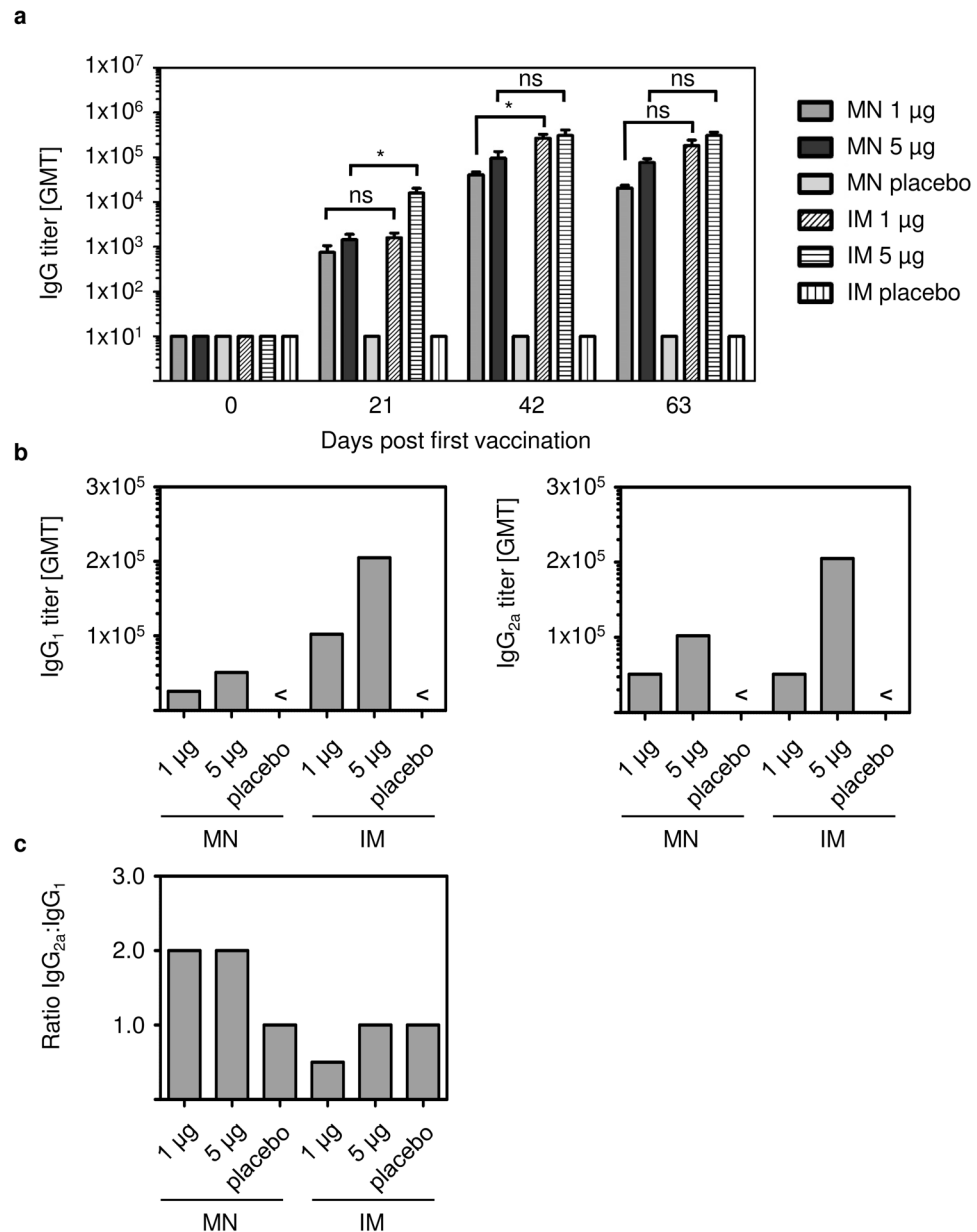 a
IgG titer [GMT]
1x10⁷
1x10⁶
1x10⁵
1x10⁴
1x10³
1x10²
1x10¹
ns
*
ns
*
ns
ns
0 21 42 63
Days post first vaccination
MN 1 µg
MN 5 µg
MN placebo
IM 1 µg
IM 5 µg
IM placebo
b
IgG₁ titer [GMT]
3x10⁵
2x10⁵
1x10⁵
< <
1 µg 5 µg placebo 1 µg 5 µg placebo
MN IM
IgG₂ₐ titer [GMT]
3x10⁵
2x10⁵
1x10⁵
< <
1 µg 5 µg placebo 1 µg 5 µg placebo
MN IM
c
Ratio IgG₂ₐ:IgG₁
3.0
2.0
1.0
1 µg 5 µg placebo 1 µg 5 µg placebo
MN IM